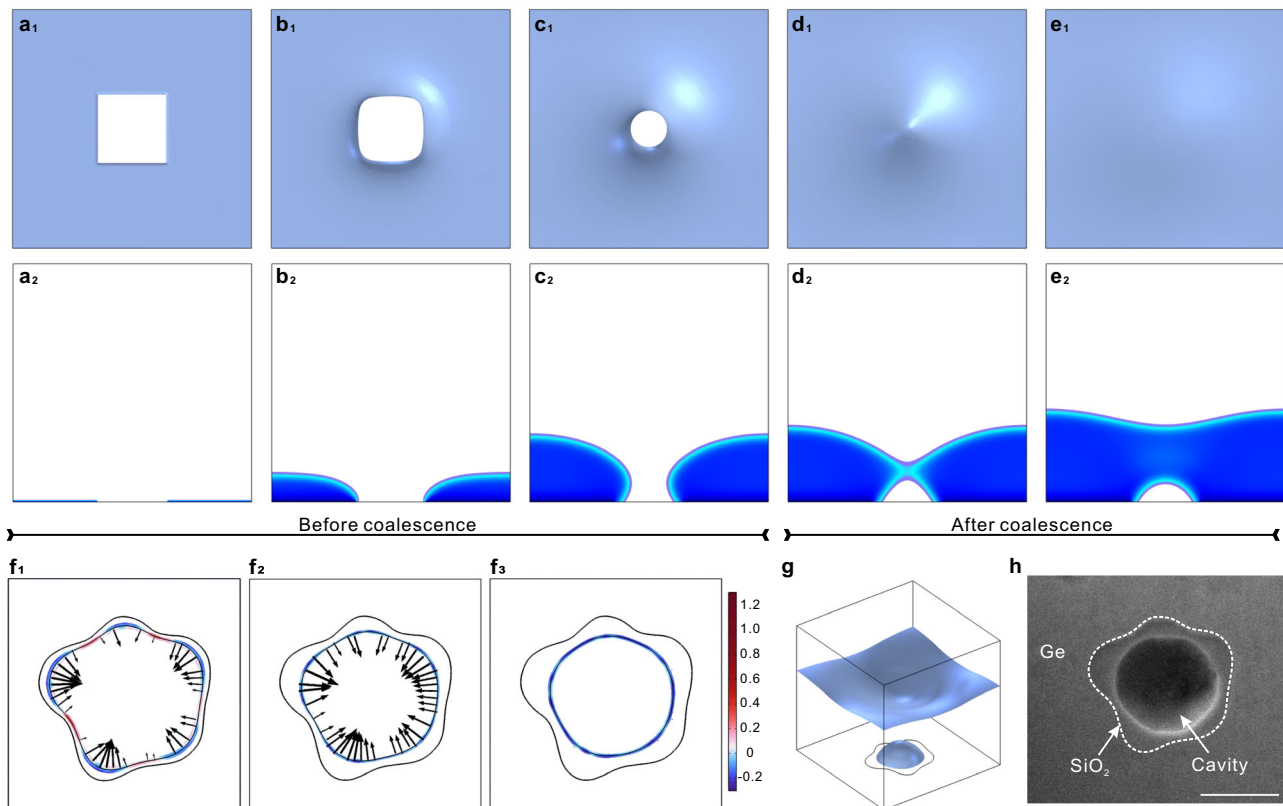 a₁ b₁ c₁ d₁ e₁
a₂ b₂ c₂ d₂ e₂
Before coalescence After coalescence
f₁ f₂ f₃ g h
1.2
1.0
0.8
0.6
0.4
0.2
0
-0.2
Ge
SiO₂ Cavity